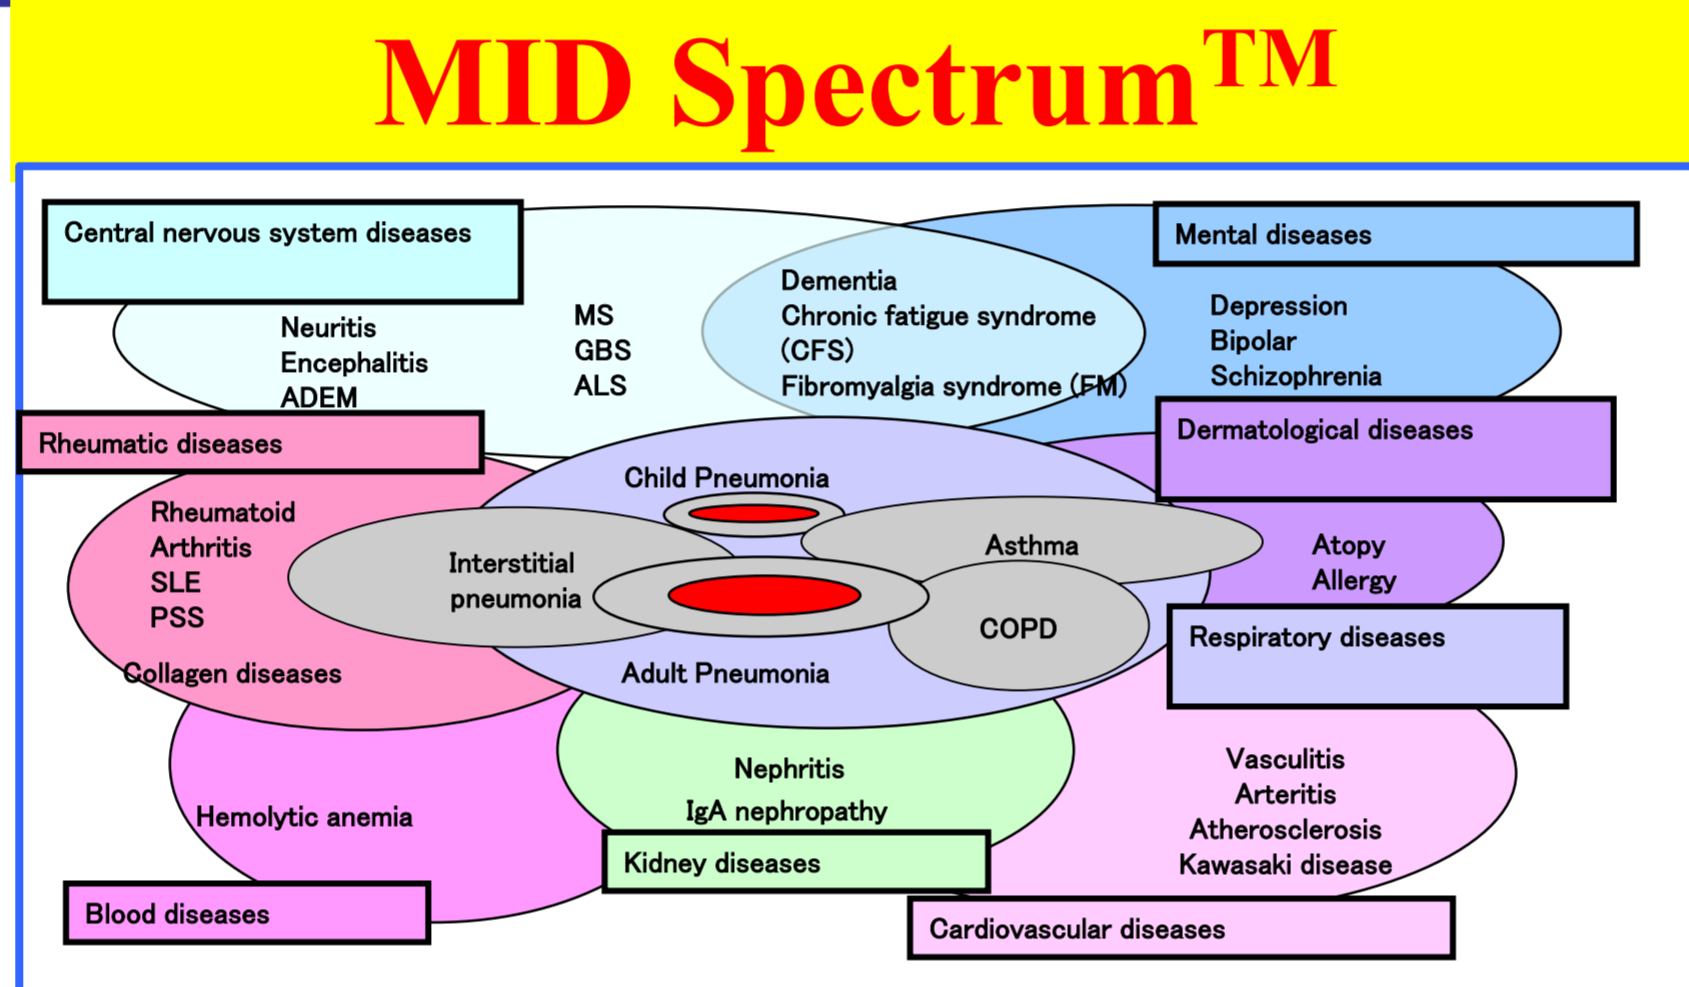 MID Spectrum™
Central nervous system diseases
Neuritis
Encephalitis
ADEM
MS
GBS
ALS
Dementia
Chronic fatigue syndrome
(CFS)
Fibromyalgia syndrome (FM)
Mental diseases
Depression
Bipolar
Schizophrenia
Rheumatic diseases
Rheumatoid
Arthritis
SLE
PSS
Collagen diseases
Child Pneumonia
Interstitial
pneumonia
Asthma
COPD
Adult Pneumonia
Dermatological diseases
Atopy
Allergy
Respiratory diseases
Hemolytic anemia
Blood diseases
Nephritis
IgA nephropathy
Kidney diseases
Vasculitis
Arteritis
Atherosclerosis
Kawasaki disease
Cardiovascular diseases